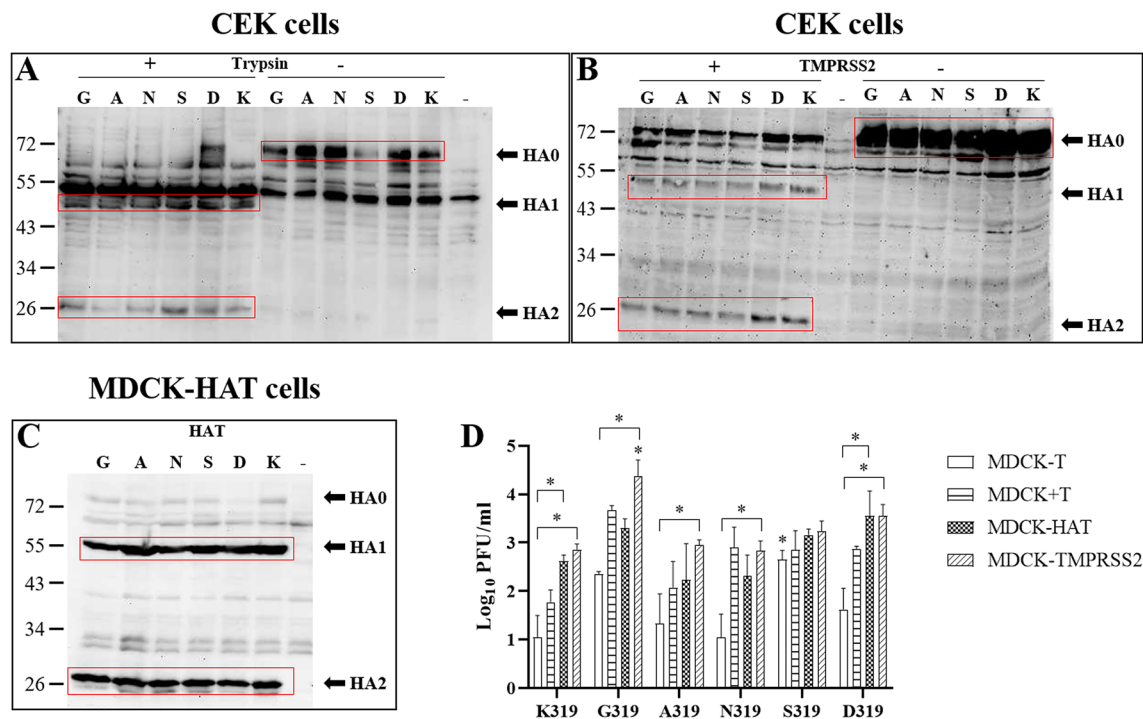 CEK cells
CEK cells
A
+ Trypsin -
G A N S D K G A N S D K -
72
55
43
34
26
HA0
HA1
HA2
B
+ TMPRSS2 -
G A N S D K - G A N S D K
72
55
43
34
26
HA0
HA1
HA2
MDCK-HAT cells
C
HAT
G A N S D K -
72
55
43
34
26
HA0
HA1
HA2
D
Log10 PFU/ml
5
4
3
2
1
0
* * * * * * * * *
K319 G319 A319 N319 S319 D319
MDCK-T
MDCK+T
MDCK-HAT
MDCK-TMPRSS2